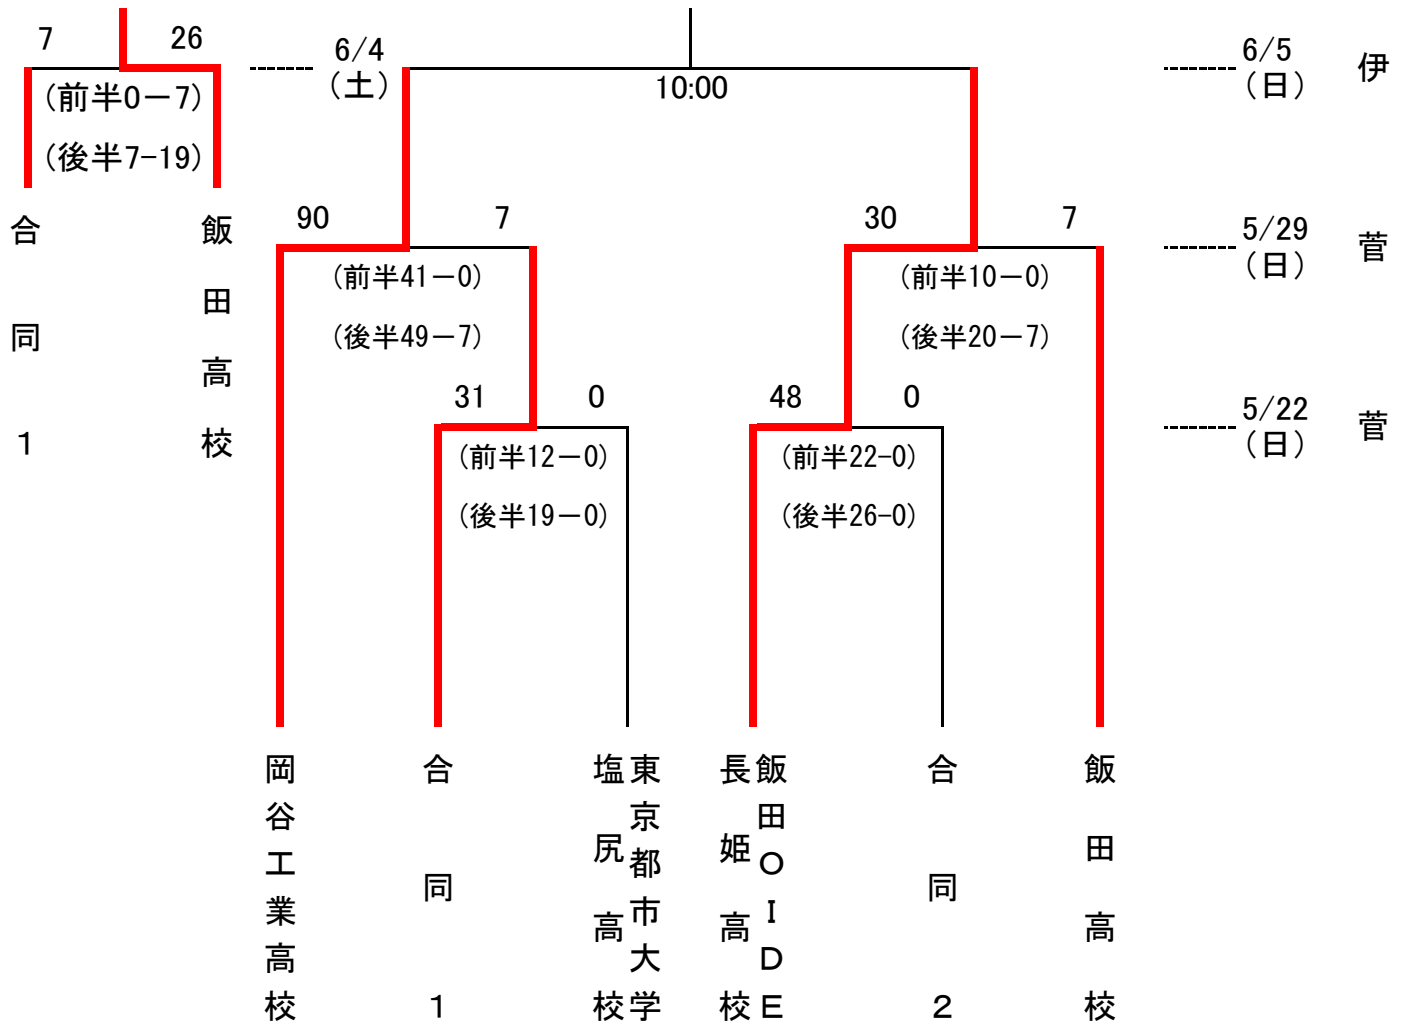 7 26
(前半0－7)
(後半7-19)
合同1
飯田高校
6/4
(土)
10:00
6/5
(日)
伊
90 7
(前半41－0)
(後半49－7)
30 7
(前半10－0)
(後半20－7)
5/29
(日)
菅
31 0
(前半12－0)
(後半19－0)
48 0
(前半22-0)
(後半26-0)
5/22
(日)
菅
岡谷工業高校
合同1
東京都市大学
塩尻高校
飯田OIDE
長姫高校
合同2
飯田高校